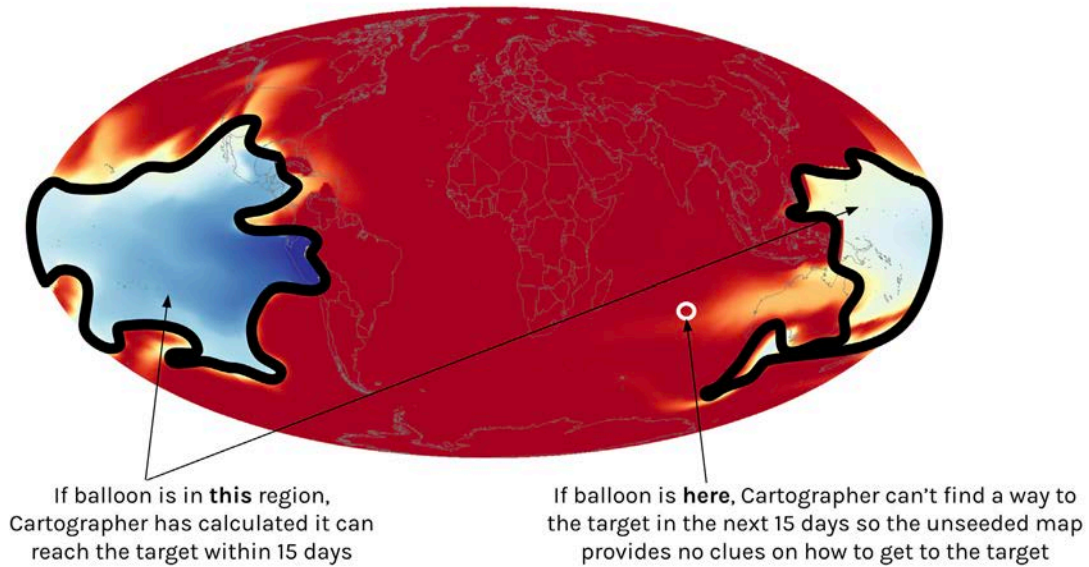 If balloon is in this region,
Cartographer has calculated it can
reach the target within 15 days
If balloon is here, Cartographer can't find a way to
the target in the next 15 days so the unseeded map
provides no clues on how to get to the target